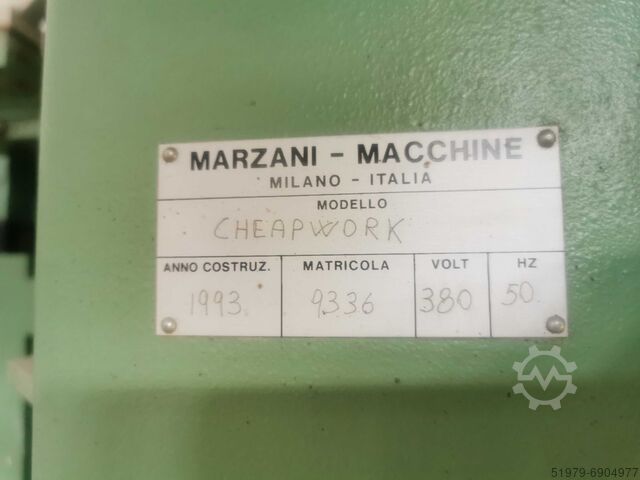 MARZANI - MACCHINE
MILANO - ITALIA
MODELLO
CHEAPWORK
ANNO COSTRUZ. MATRICOLA VOLT HZ
1993. 9336 380 50.
51979-6904977